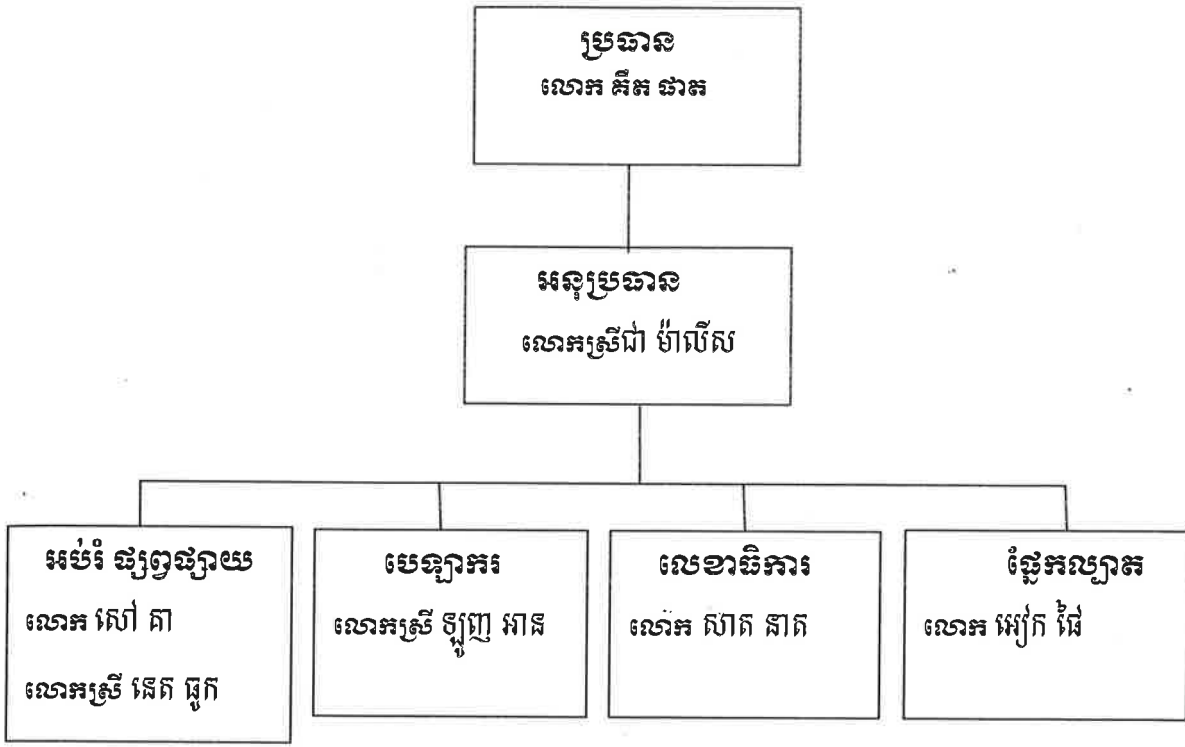 ប្រធាន
លោក គឹត ផាត
អនុប្រធាន
លោកស្រីជា ម៉ាលីស
អប់រំ ផ្សព្វផ្សាយ
លោក សៅ គា
លោកស្រី នេត ធូក
បេឡាករ
លោកស្រី ឡូញ អាន
លេខាធិការ
លោក ស៊ាត នាត
ផ្នែកល្បាត
លោក អៀក ផៃ